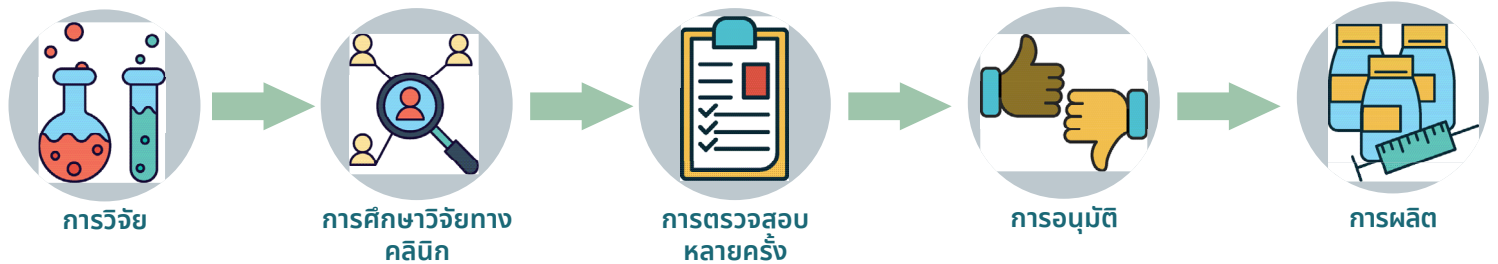 การวิจัย
การศึกษาวิจัยทาง
คลินิก
การตรวจสอบ
หลายครั้ง
การอนุมัติ
การผลิต